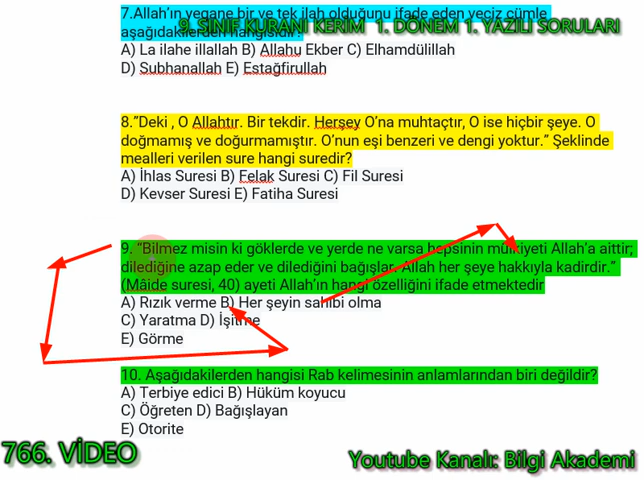 7.Allah’ın yegane bir ve tek ilah olduğunu ifade eden veciz cümle
9. SINIF KURANI KERİM 1. DÖNEM 1. YAZILI SORULARI
aşağıdakilerden hangisidir?
A) La ilahe illallah B) Allahu Ekber C) Elhamdülillah
D) Subhanallah E) Estağfirullah
8.”Deki , O Allahtır. Bir tekdir. Herşey O’na muhtaçtır, O ise hiçbir şeye. O
doğmamış ve doğurmamıştır. O’nun eşi benzeri ve dengi yoktur.” Şeklinde
mealleri verilen sure hangi suredir?
A) İhlas Suresi B) Felak Suresi C) Fil Suresi
D) Kevser Suresi E) Fatiha Suresi
9. “Bilmez misin ki göklerde ve yerde ne varsa hepsinin mülkiyeti Allah’a aittir;
dilediğine azap eder ve dilediğini bağışlar. Allah her şeye hakkıyla kadirdir.”
(Mâide suresi, 40) ayeti Allah’ın hangi özelliğini ifade etmektedir
A) Rızık verme B) Her şeyin sahibi olma
C) Yaratma D) İşitme
E) Görme
10. Aşağıdakilerden hangisi Rab kelimesinin anlamlarından biri değildir?
A) Terbiye edici B) Hüküm koyucu
C) Öğreten D) Bağışlayan
E) Otorite
766. VİDEO
Youtube Kanalı: Bilgi Akademi